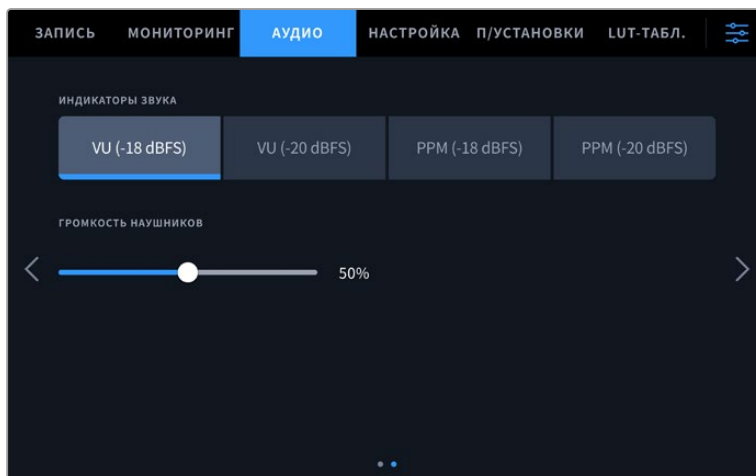 ЗАПИСЬ МОНИТОРИНГ АУДИО НАСТРОЙКА П/УСТАНОВКИ LUT-ТАБЛ.
ИНДИКАТОРЫ ЗВУКА
VU (-18 dBFS) VU (-20 dBFS) PPM (-18 dBFS) PPM (-20 dBFS)
ГРОМКОСТЬ НАУШНИКОВ
50%